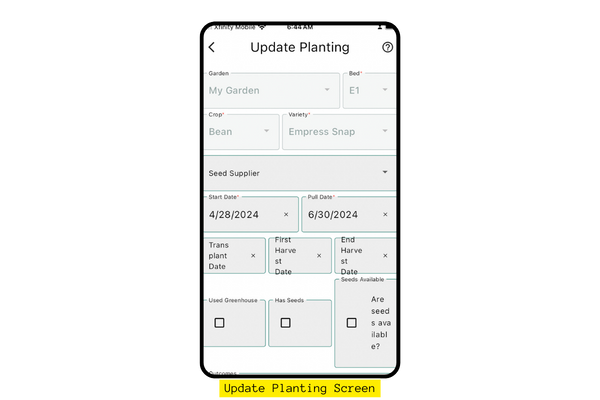 Xfinity Mobile 6:44 AM
Update Planting
Garden Bed*
My Garden E1
Crop* Variety*
Bean Empress Snap
Seed Supplier
Start Date* Pull Date*
4/28/2024 × 6/30/2024 ×
Trans
plant
Date
×
First
Harve
st
Date
×
End
Harve
st
Date
×
Used Greenhouse Has Seeds
Seeds Available
Are
seed
s ava
ilabl
e?
Outcomes
Update Planting Screen